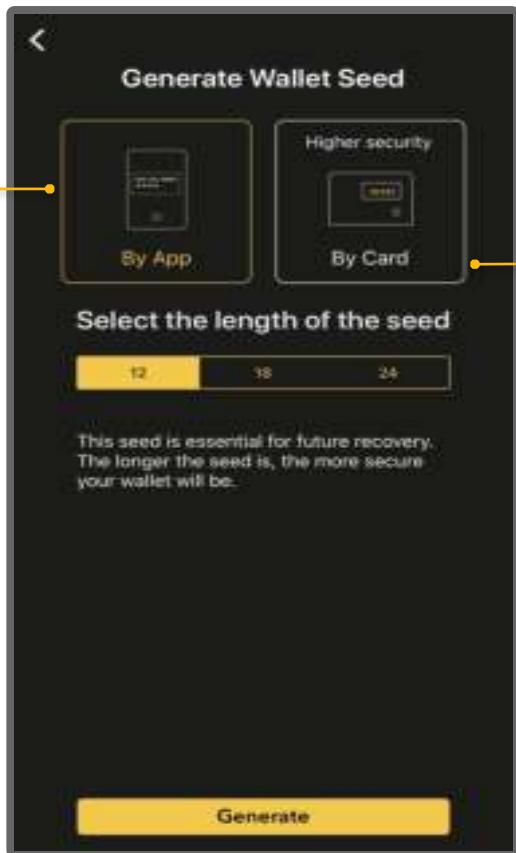 Generate Wallet Seed
By App
Higher security
By Card
Select the length of the seed
12 18 24
This seed is essential for future recovery.
The longer the seed is, the more secure
your wallet will be.
Generate